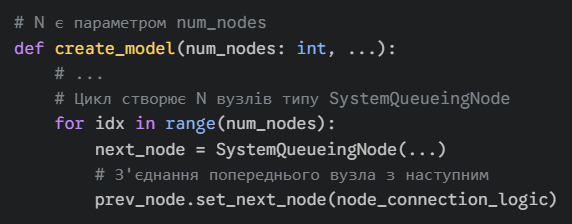 # N є параметром num_nodes
def create_model(num_nodes: int, ...):
    # ...
    # Цикл створює N вузлів типу SystemQueueingNode
    for idx in range(num_nodes):
        next_node = SystemQueueingNode(...)
        # З'єднання попереднього вузла з наступним
        prev_node.set_next_node(node_connection_logic)